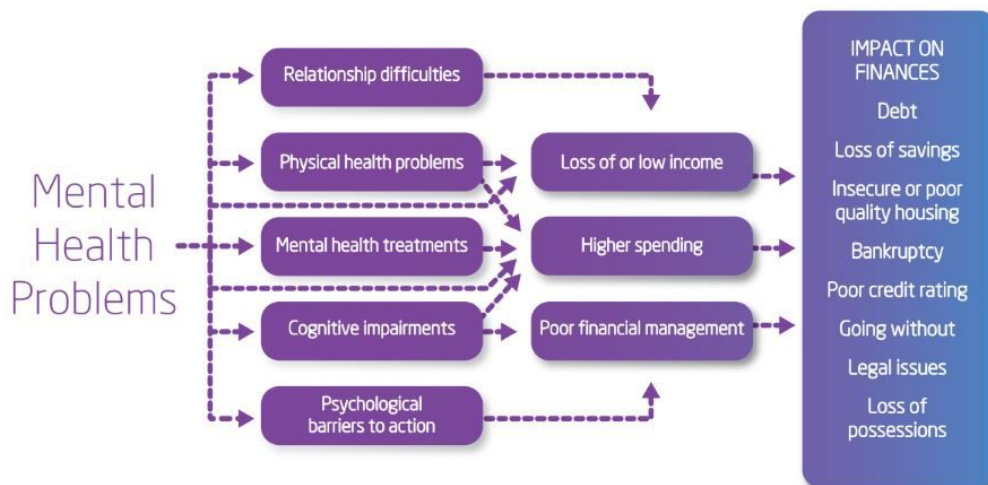 Mental
Health
Problems
Relationship difficulties
Physical health problems
Mental health treatments
Cognitive impairments
Psychological
barriers to action
Loss of or low income
Higher spending
Poor financial management
IMPACT ON
FINANCES
Debt
Loss of savings
Insecure or poor
quality housing
Bankruptcy
Poor credit rating
Going without
Legal issues
Loss of
possessions